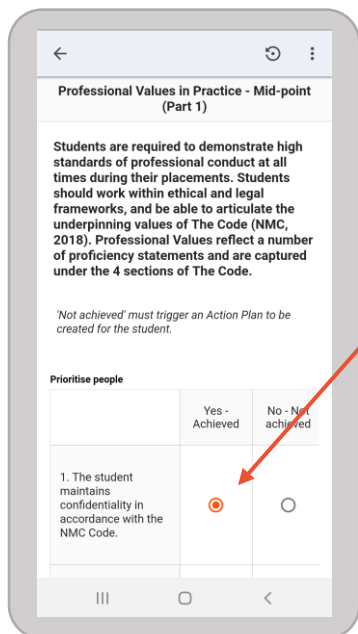 Professional Values in Practice - Mid-point
(Part 1)
Students are required to demonstrate high
standards of professional conduct at all
times during their placements. Students
should work within ethical and legal
frameworks, and be able to articulate the
underpinning values of The Code (NMC,
2018). Professional Values reflect a number
of proficiency statements and are captured
under the 4 sections of The Code.
'Not achieved' must trigger an Action Plan to be
created for the student.
Prioritise people
Yes -
Achieved
No - Not
achieved
1. The student
maintains
confidentiality in
accordance with the
NMC Code.